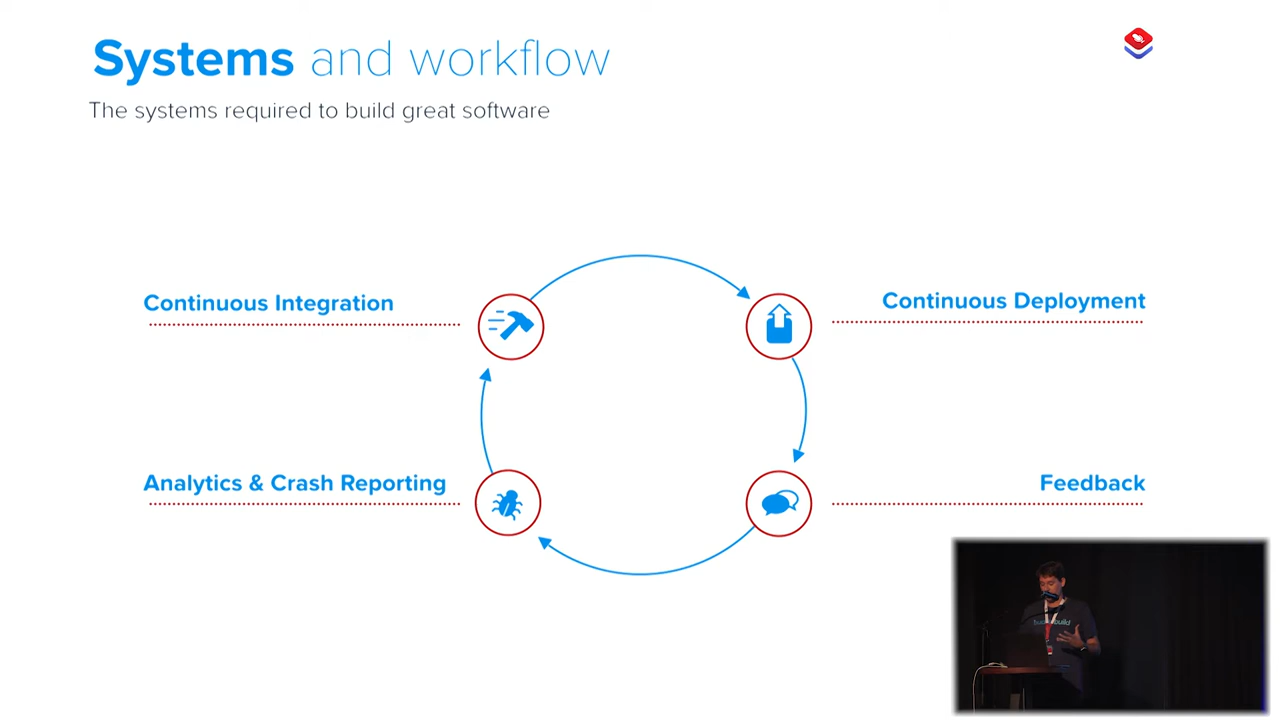 Systems and workflow
The systems required to build great software
Continuous Integration
Continuous Deployment
Analytics & Crash Reporting
Feedback